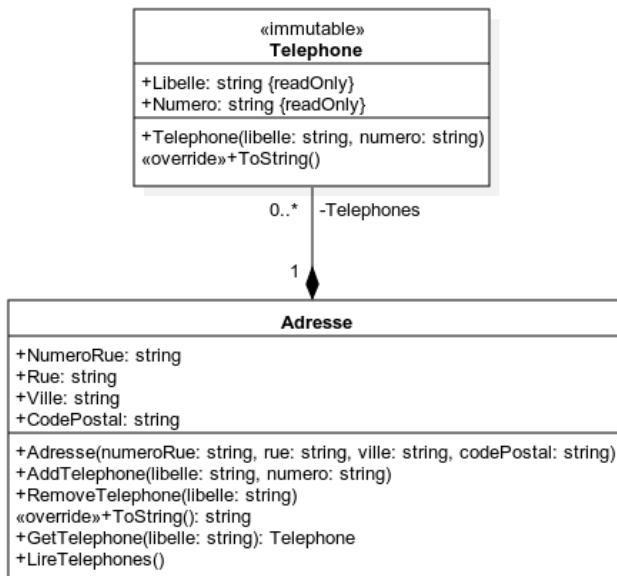 «immutable»
Telephone
+Libelle: string {readOnly}
+Numero: string {readOnly}
+Telephone(libelle: string, numero: string)
«override»+ToString()
0..* -Telephones
1
Adresse
+NumeroRue: string
+Rue: string
+Ville: string
+CodePostal: string
+Adresse(numeroRue: string, rue: string, ville: string, codePostal: string)
+AddTelephone(libelle: string, numero: string)
+RemoveTelephone(libelle: string)
«override»+ToString(): string
+GetTelephone(libelle: string): Telephone
+LireTelephones()